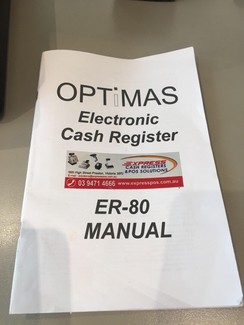 OPTiMAS
Electronic
Cash Register
EXPRESS
CASH REGISTERS
& POS SOLUTIONS
03 9471 4666 www.expresspos.com.au
ER-80
MANUAL